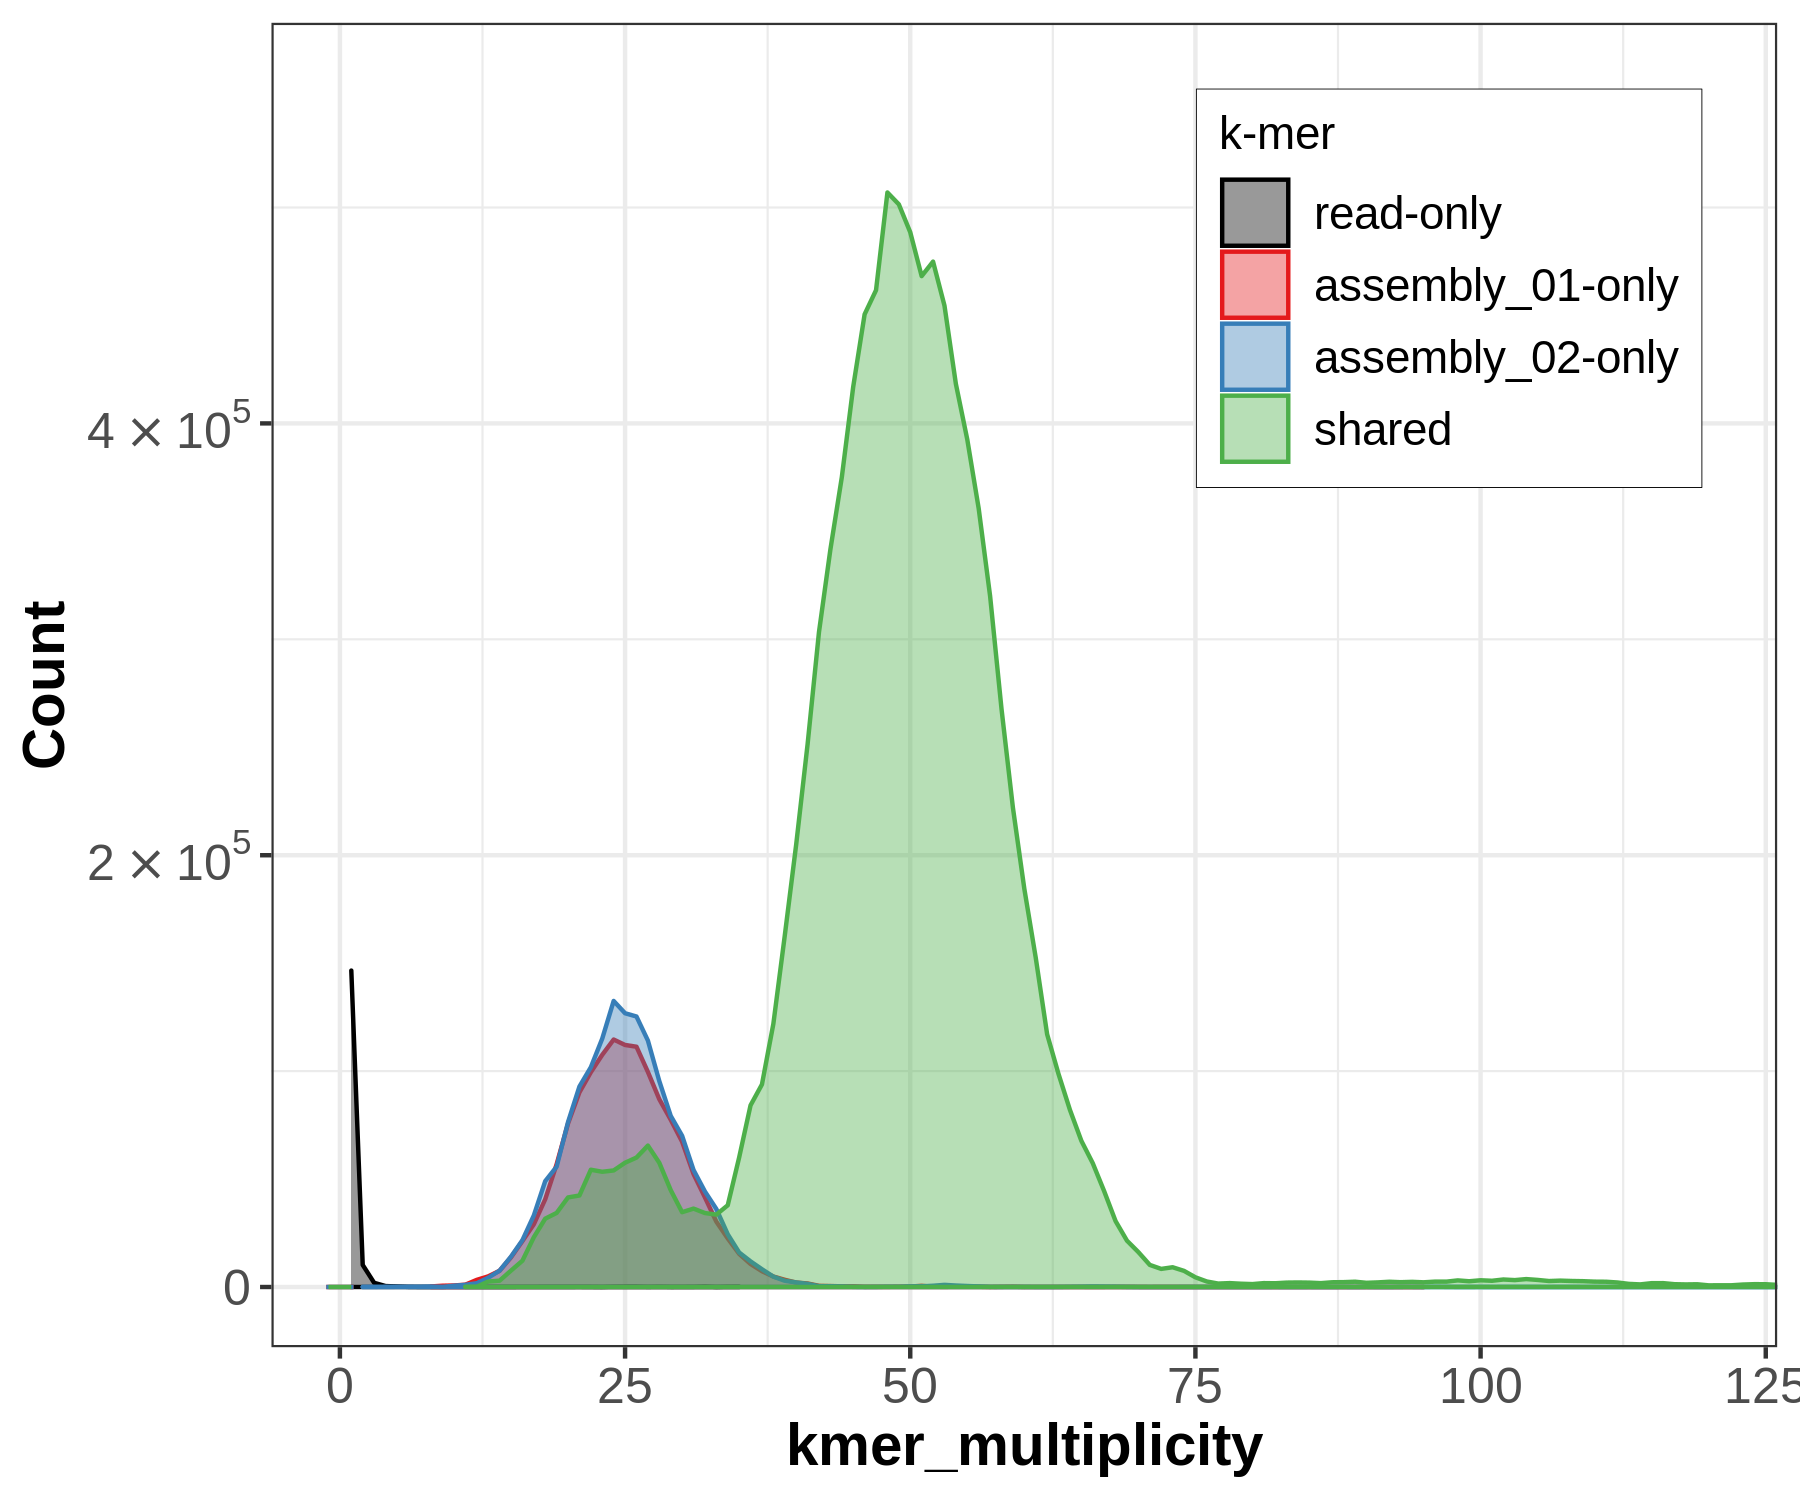 k-mer
read-only
assembly_01-only
assembly_02-only
shared
Count
4 × 10⁵
2 × 10⁵
0
0 25 50 75 100 125
kmer_multiplicity